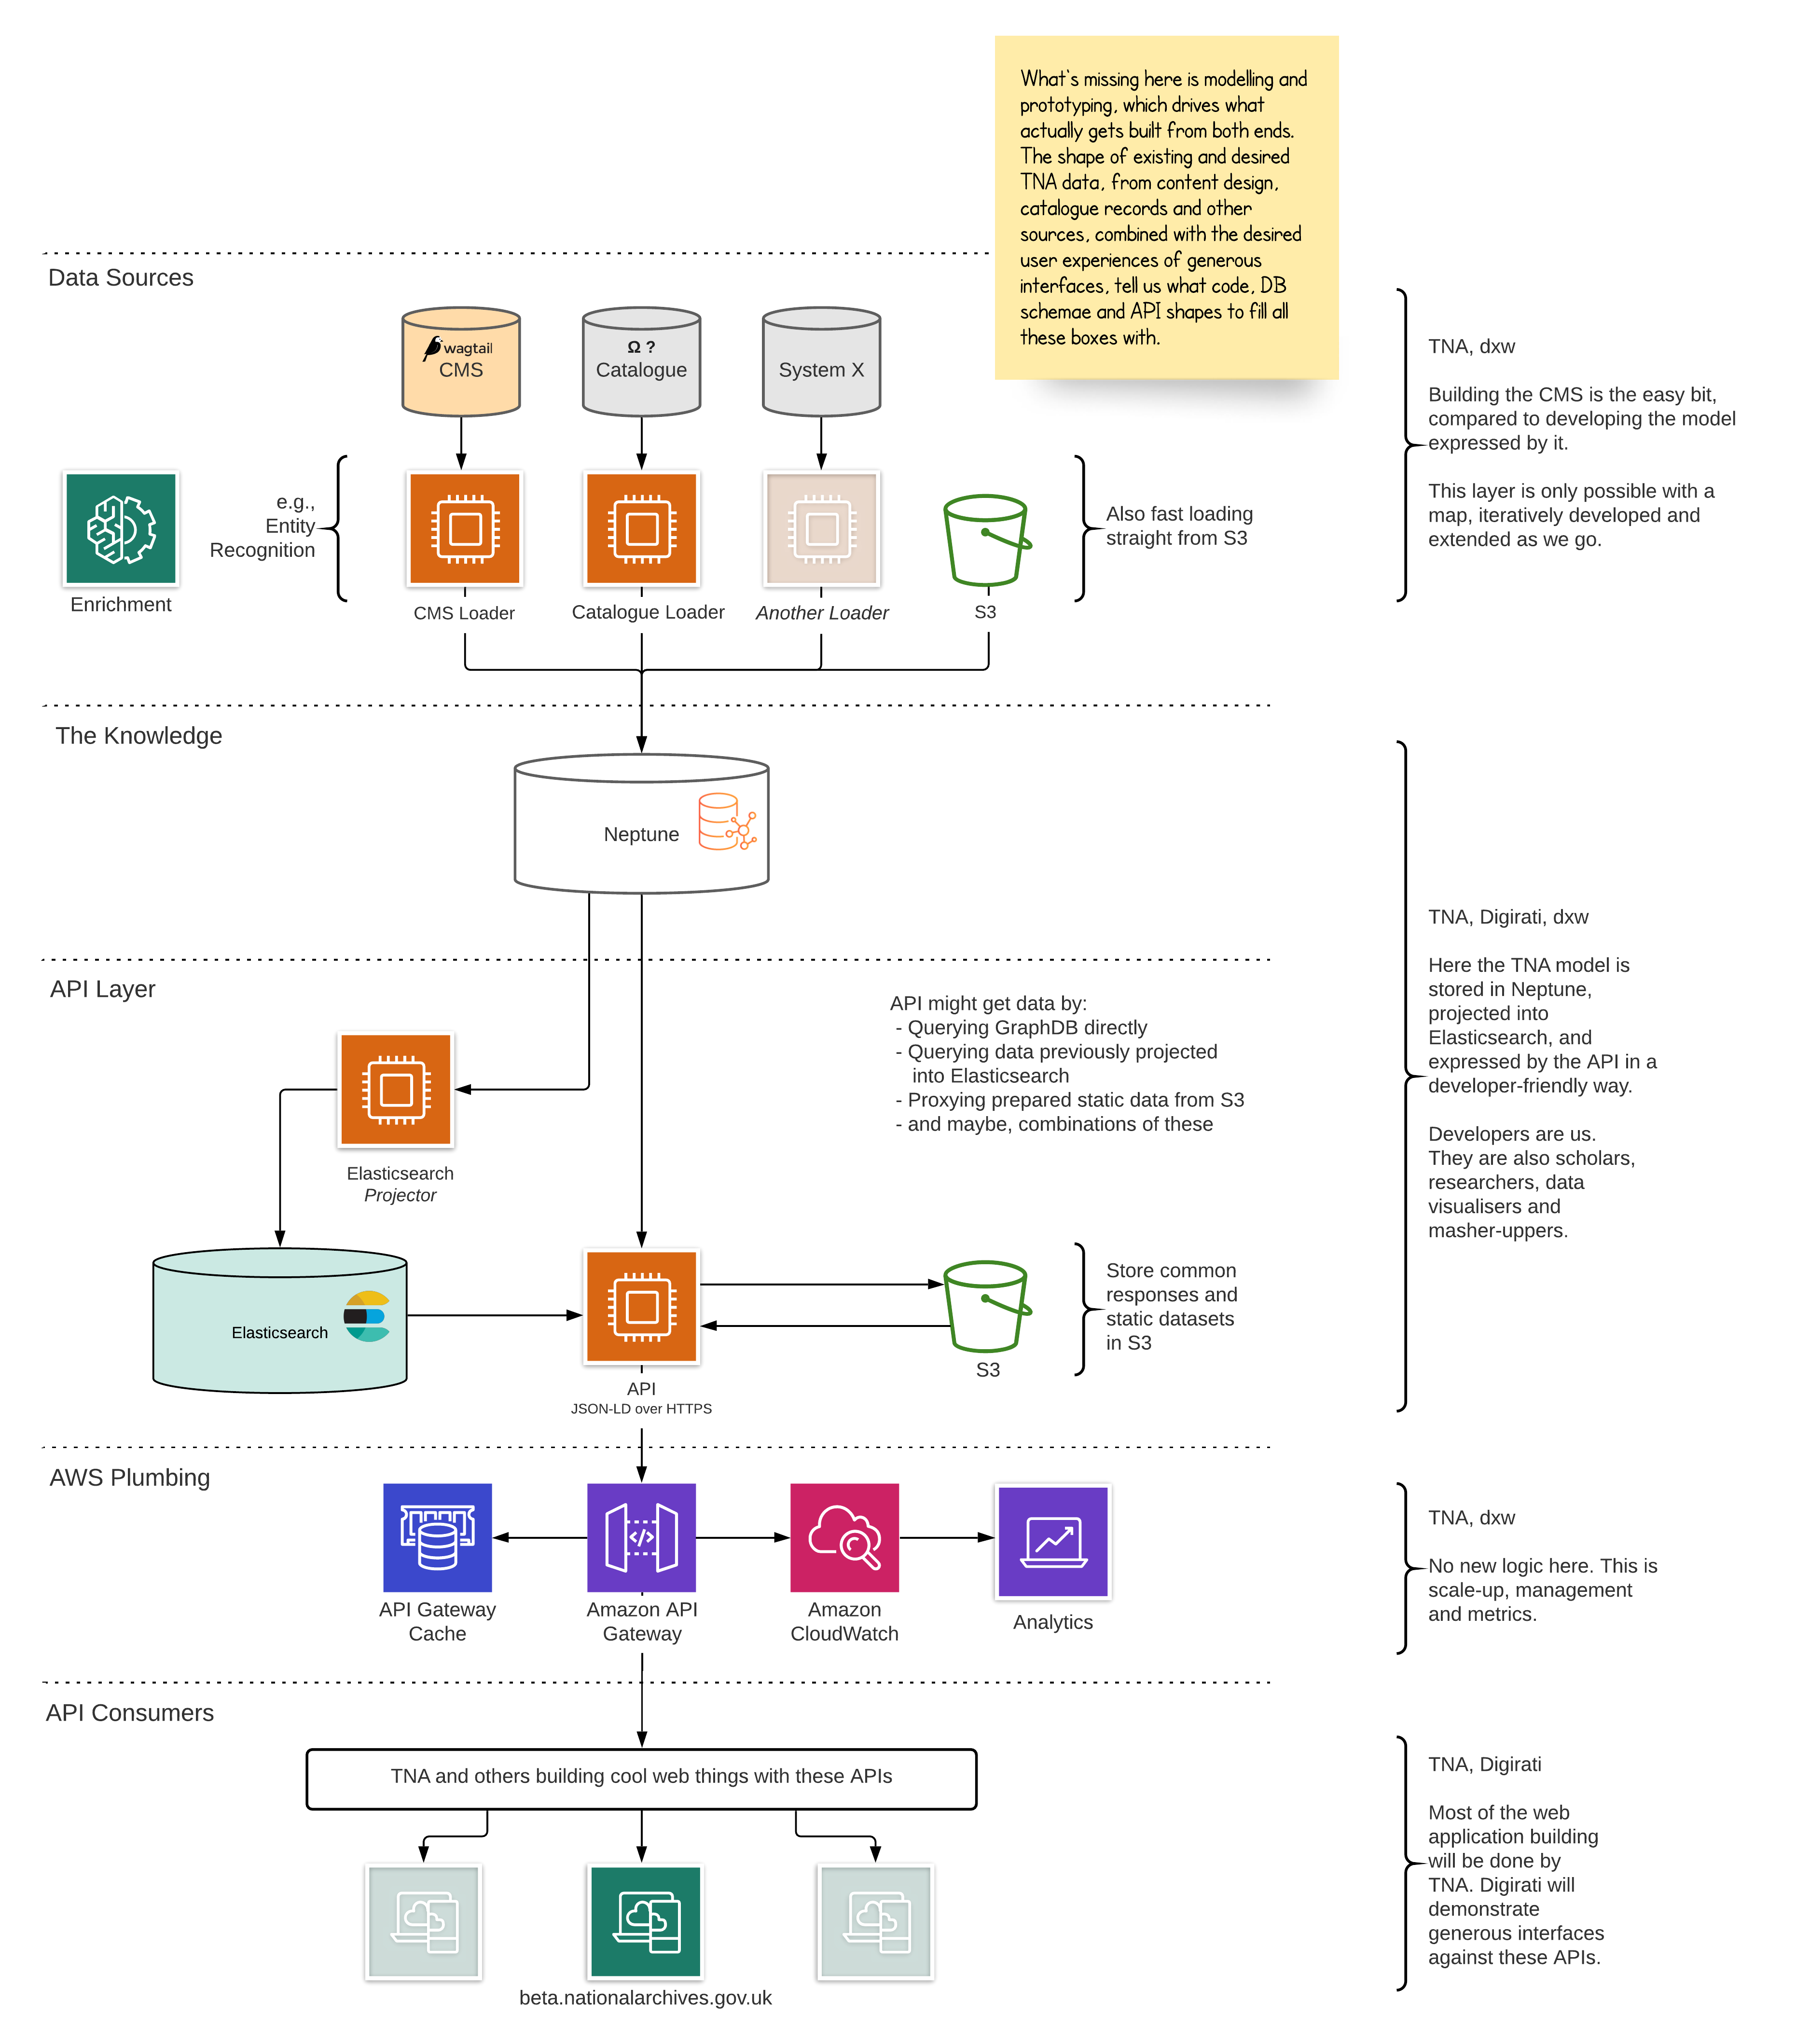 What's missing here is modelling and
prototyping, which drives what
actually gets built from both ends.
The shape of existing and desired
TNA data, from content design,
catalogue records and other
sources, combined with the desired
user experiences of generous
interfaces, tell us what code, DB
schemae and API shapes to fill all
these boxes with.
Data Sources
wagtail
CMS
Ω ?
Catalogue
System X
TNA, dxw
Building the CMS is the easy bit,
compared to developing the model
expressed by it.
This layer is only possible with a
map, iteratively developed and
extended as we go.
Enrichment
e.g.,
Entity
Recognition
CMS Loader
Catalogue Loader
Another Loader
S3
Also fast loading
straight from S3
The Knowledge
Neptune
TNA, Digirati, dxw
Here the TNA model is
stored in Neptune,
projected into
Elasticsearch, and
expressed by the API in a
developer-friendly way.
Developers are us.
They are also scholars,
researchers, data
visualisers and
masher-uppers.
API Layer
API might get data by:
- Querying GraphDB directly
- Querying data previously projected
into Elasticsearch
- Proxying prepared static data from S3
- and maybe, combinations of these
Elasticsearch
Projector
Elasticsearch
API
JSON-LD over HTTPS
S3
Store common
responses and
static datasets
in S3
AWS Plumbing
API Gateway
Cache
Amazon API
Gateway
Amazon
CloudWatch
Analytics
TNA, dxw
No new logic here. This is
scale-up, management
and metrics.
API Consumers
TNA and others building cool web things with these APIs
beta.nationalarchives.gov.uk
TNA, Digirati
Most of the web
application building
will be done by
TNA. Digirati will
demonstrate
generous interfaces
against these APIs.